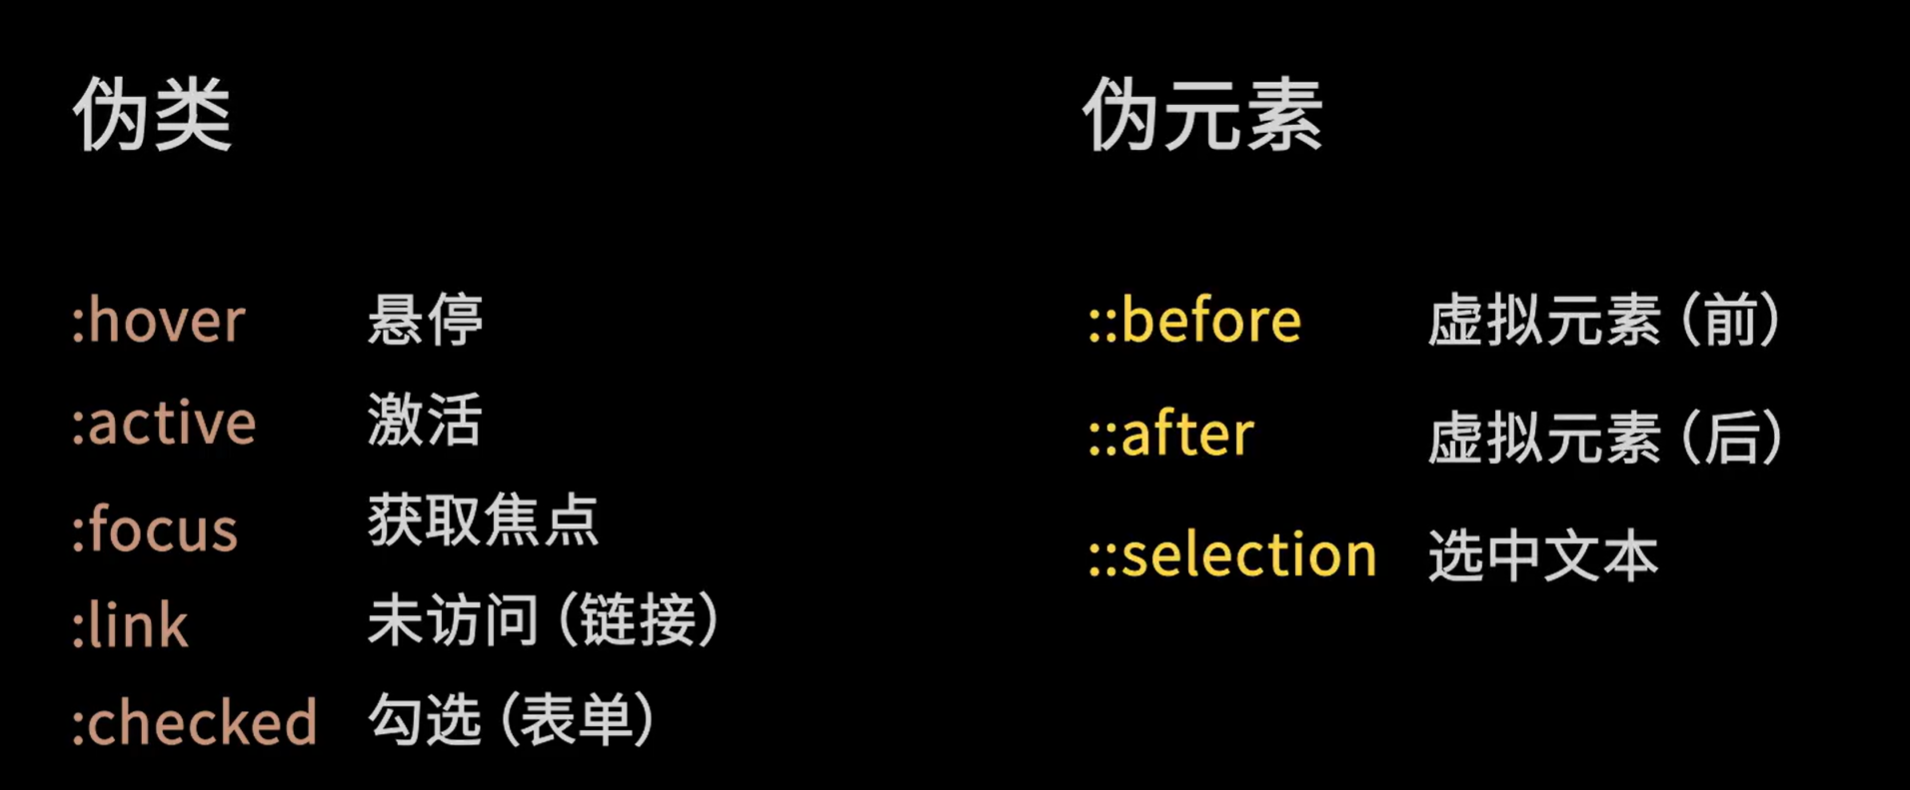 伪类
:hover 悬停
:active 激活
:focus 获取焦点
:link 未访问（链接）
:checked 勾选（表单）
伪元素
::before 虚拟元素（前）
::after 虚拟元素（后）
::selection 选中文本